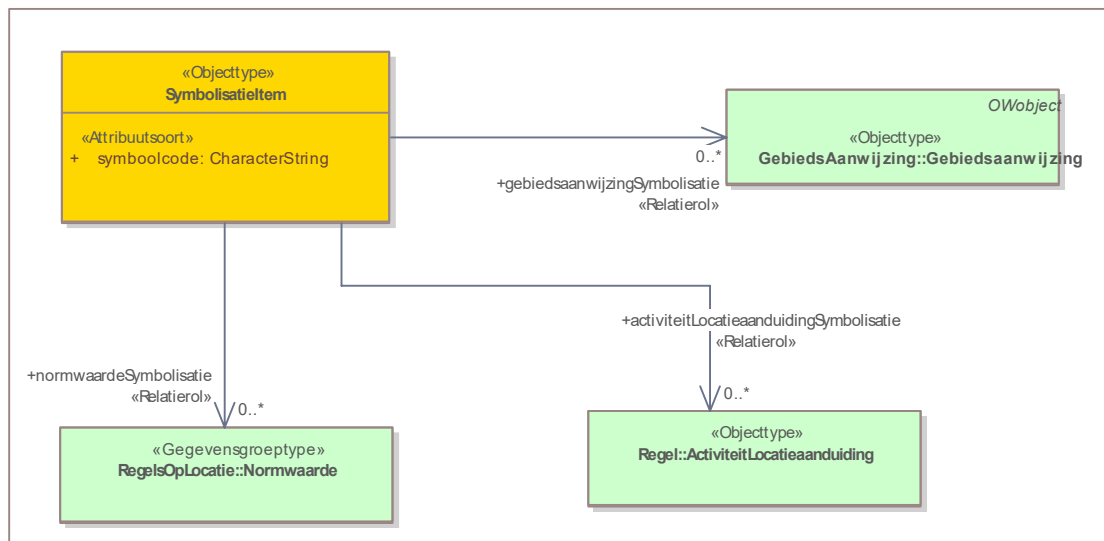 «Objecttype»
SymbolisatieItem
«Attribuutsoort»
+ symboolcode: CharacterString
OWobject
«Objecttype»
GebiedsAanwijzing::Gebiedsaanwijzing
0..*
+gebiedsaanwijzingSymbolisatie
«Relatierol»
+activiteitLocatieaanduidingSymbolisatie
«Relatierol»
+normwaardeSymbolisatie
«Relatierol»
0..*
0..*
«Gegevensgroeptype»
RegelsOpLocatie::Normwaarde
«Objecttype»
Regel::ActiviteitLocatieaanduiding